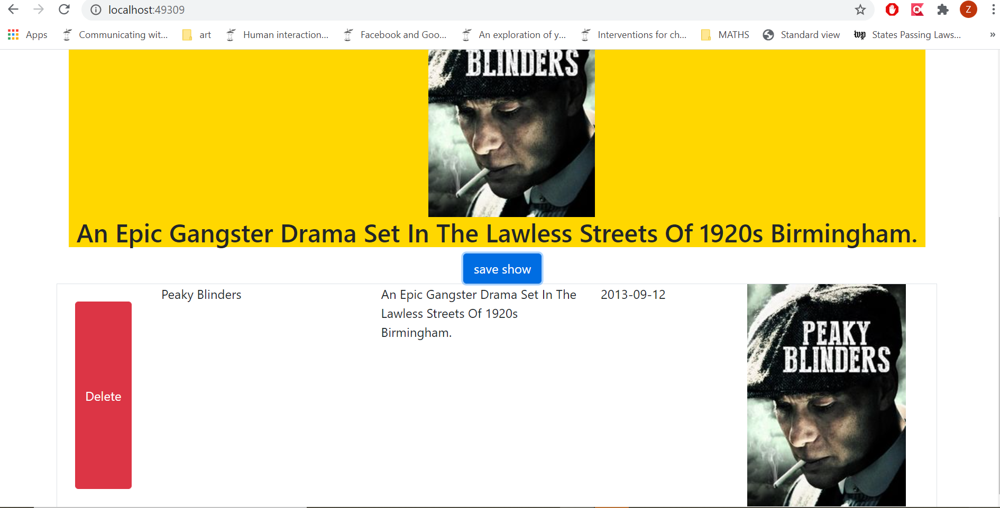 localhost:49309
Z
Apps
Communicating wit...
art
Human interaction...
Facebook and Goo...
An exploration of y...
Interventions for ch...
MATHS
Standard view
wp
States Passing Laws...
»
BLINDERS
An Epic Gangster Drama Set In The Lawless Streets Of 1920s Birmingham.
save show
Delete
Peaky Blinders
An Epic Gangster Drama Set In The
Lawless Streets Of 1920s
Birmingham.
2013-09-12
PEAKY
BLINDERS